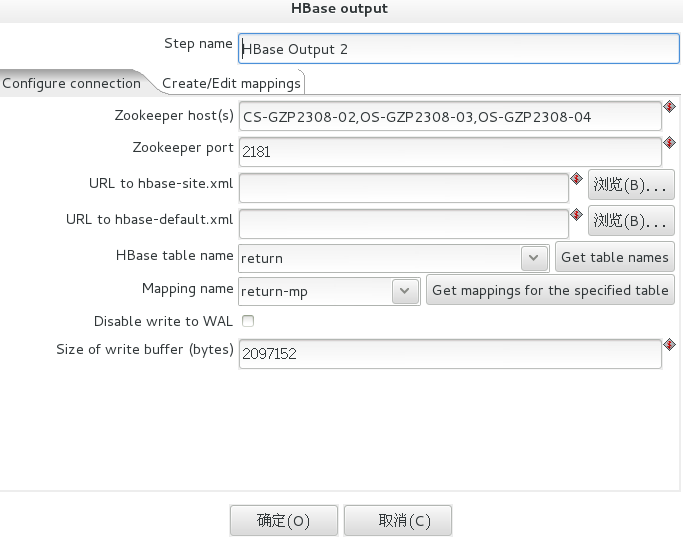 HBase output
Step name HBase Output 2
Configure connection Create/Edit mappings
Zookeeper host(s) CS-GZP2308-02,OS-GZP2308-03,OS-GZP2308-04
Zookeeper port 2181
URL to hbase-site.xml 浏览(B)...
URL to hbase-default.xml 浏览(B)...
HBase table name return Get table names
Mapping name return-mp Get mappings for the specified table
Disable write to WAL
Size of write buffer (bytes) 2097152
确定(O) 取消(C)